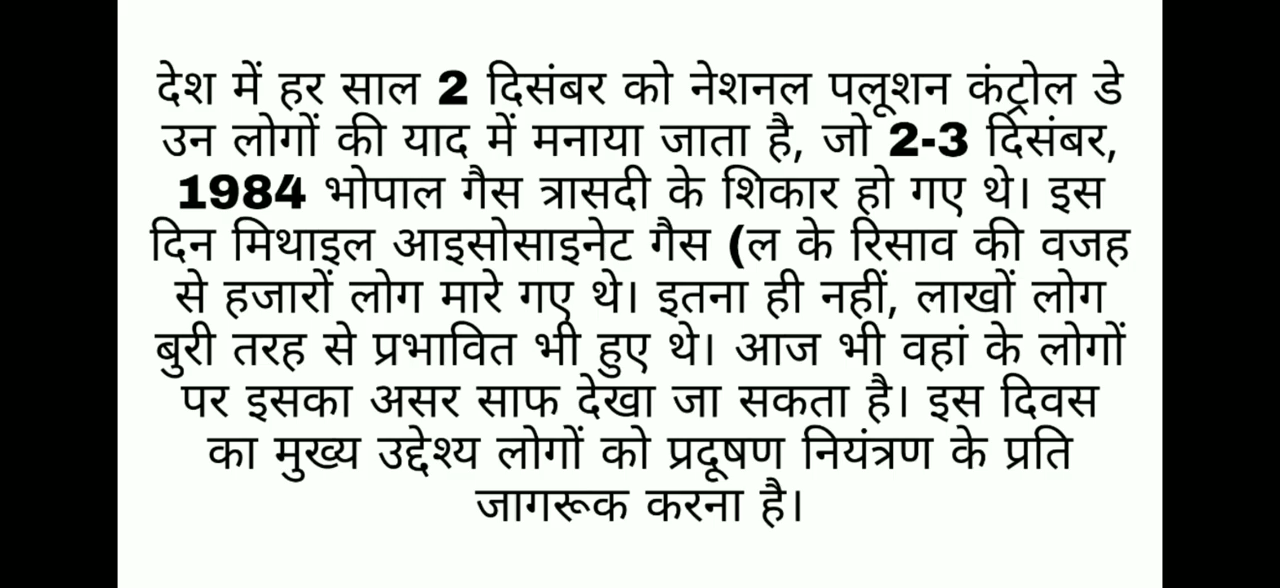 देश में हर साल 2 दिसंबर को नेशनल पलूशन कंट्रोल डे
उन लोगों की याद में मनाया जाता है, जो 2-3 दिसंबर,
1984 भोपाल गैस त्रासदी के शिकार हो गए थे। इस
दिन मिथाइल आइसोसाइनेट गैस (ल के रिसाव की वजह
से हजारों लोग मारे गए थे। इतना ही नहीं, लाखों लोग
बुरी तरह से प्रभावित भी हुए थे। आज भी वहां के लोगों
पर इसका असर साफ देखा जा सकता है। इस दिवस
का मुख्य उद्देश्य लोगों को प्रदूषण नियंत्रण के प्रति
जागरूक करना है।